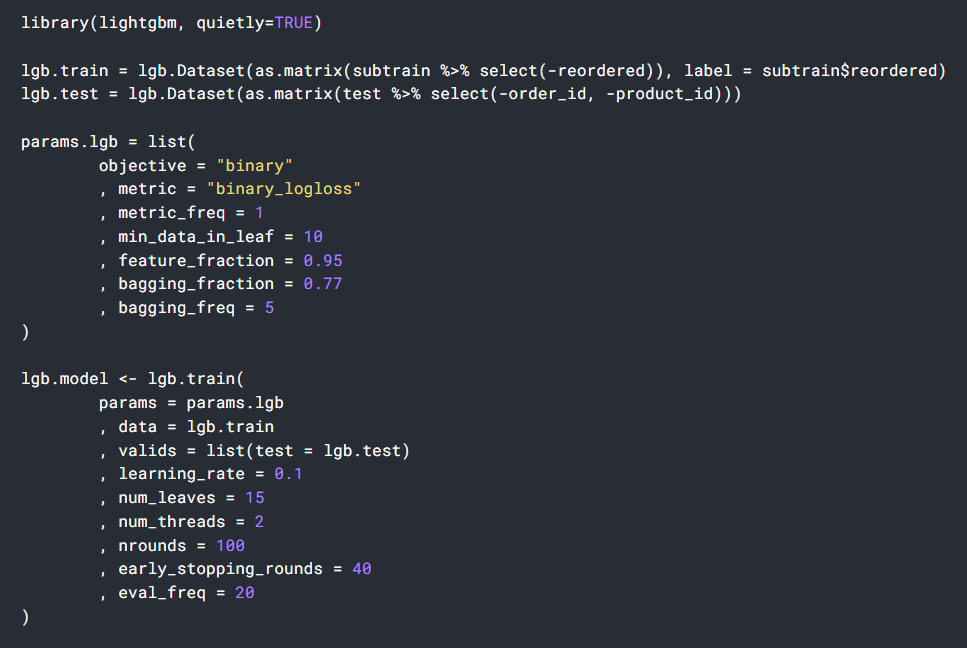 library(lightgbm, quietly=TRUE)
lgb.train = lgb.Dataset(as.matrix(subtrain %>% select(-reordered)), label = subtrain$reordered)
lgb.test = lgb.Dataset(as.matrix(test %>% select(-order_id, -product_id)))
params.lgb = list(
        objective = "binary"
        , metric = "binary_logloss"
        , metric_freq = 1
        , min_data_in_leaf = 10
        , feature_fraction = 0.95
        , bagging_fraction = 0.77
        , bagging_freq = 5
)
lgb.model <- lgb.train(
        params = params.lgb
        , data = lgb.train
        , valids = list(test = lgb.test)
        , learning_rate = 0.1
        , num_leaves = 15
        , num_threads = 2
        , nrounds = 100
        , early_stopping_rounds = 40
        , eval_freq = 20
)